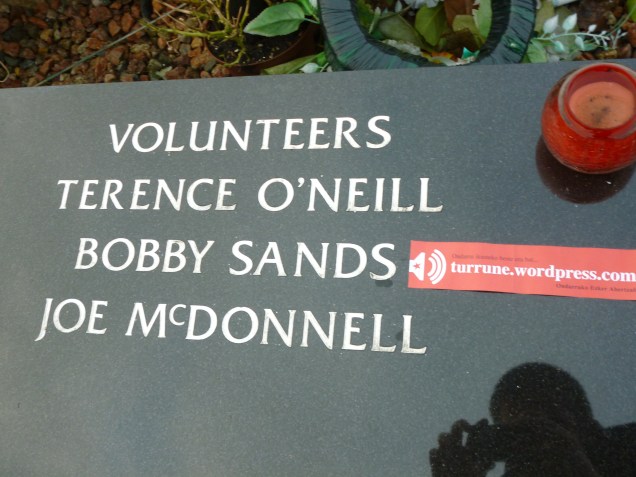 VOLUNTEERS
TERENCE O'NEILL
BOBBY SANDS
JOE McDONNELL
turrune.wordpress.com